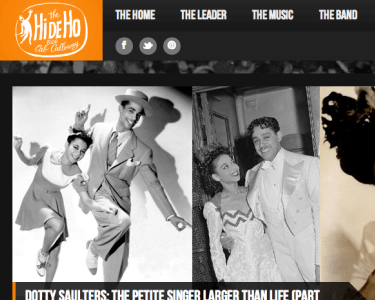 the
HiDeHo
BLOG
Cab Calloway
THE HOME THE LEADER THE MUSIC THE BAND
DOTTY SAULTERS: THE PETITE SINGER LARGER THAN LIFE (PART